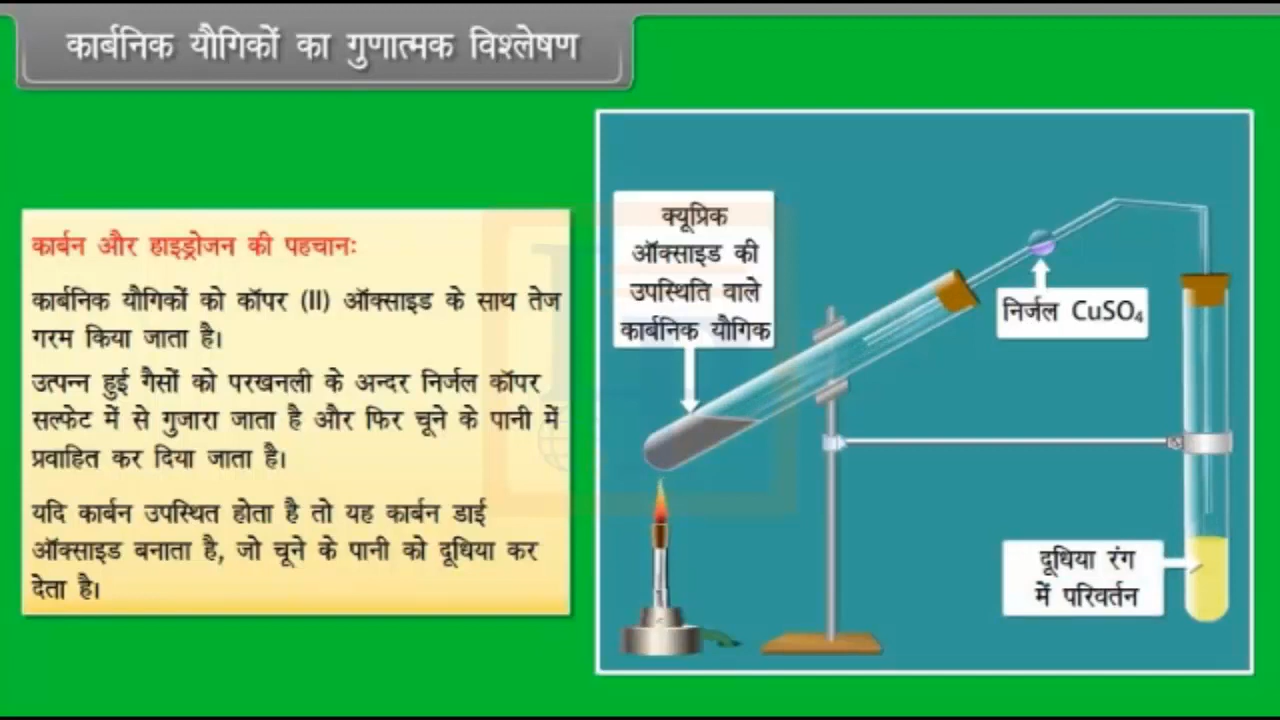 कार्बनिक यौगिकों का गुणात्मक विश्लेषण
कार्बन और हाइड्रोजन की पहचानः
कार्बनिक यौगिकों को कॉपर (II) ऑक्साइड के साथ तेज
गरम किया जाता है।
उत्पन्न हुई गैसों को परखनली के अन्दर निर्जल कॉपर
सल्फेट में से गुजारा जाता है और फिर चूने के पानी में
प्रवाहित कर दिया जाता है।
यदि कार्बन उपस्थित होता है तो यह कार्बन डाई
ऑक्साइड बनाता है, जो चूने के पानी को दूधिया कर
देता है।
क्यूप्रिक
ऑक्साइड की
उपस्थिति वाले
कार्बनिक यौगिक
निर्जल CuSO₄
दूधिया रंग
में परिवर्तन